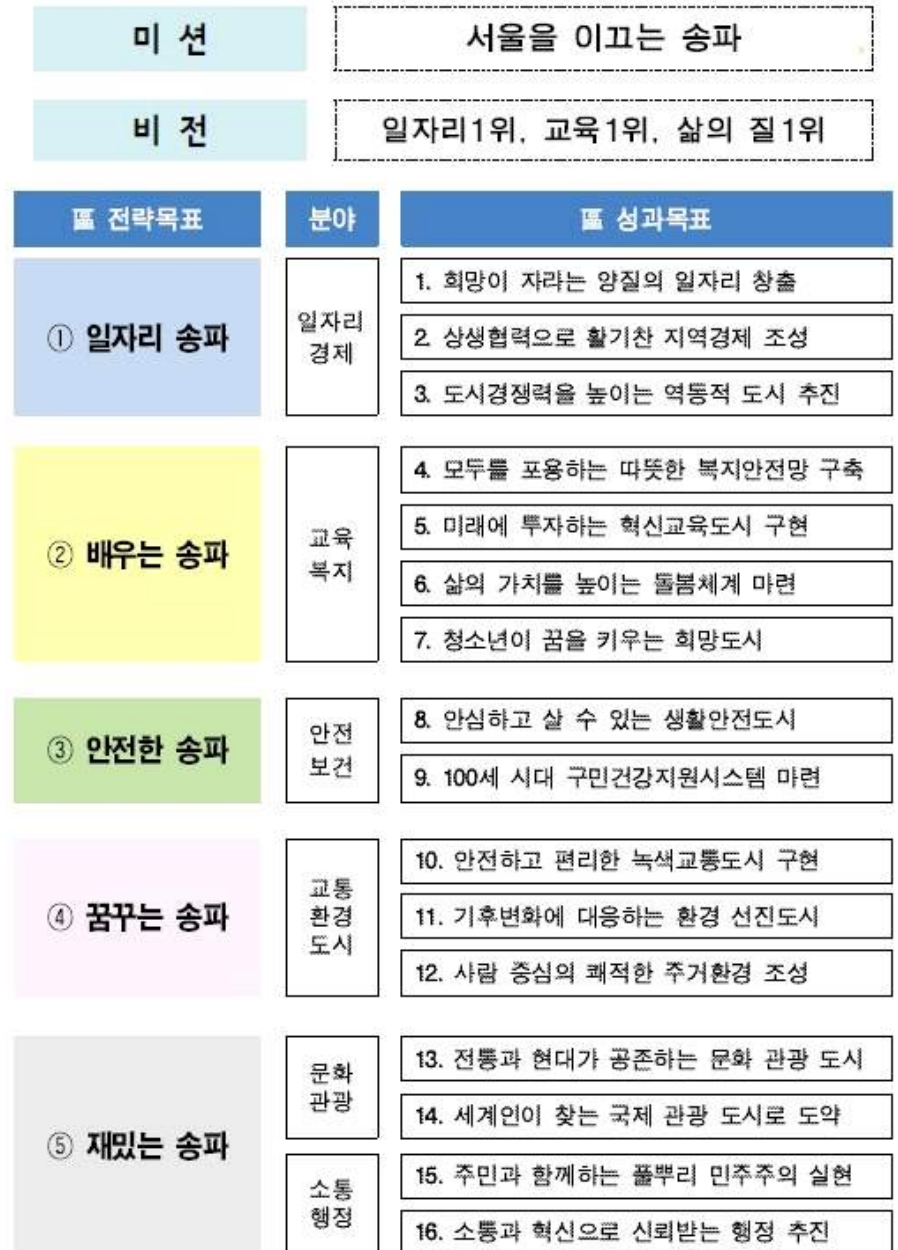 미 션
서울을 이끄는 송파
비 전
일자리1위, 교육1위, 삶의 질1위
區 전략목표
분야
區 성과목표
① 일자리 송파
일자리
경제
1. 희망이 자라는 양질의 일자리 창출
2. 상생협력으로 활기찬 지역경제 조성
3. 도시경쟁력을 높이는 역동적 도시 추진
② 배우는 송파
교육
복지
4. 모두를 포용하는 따뜻한 복지안전망 구축
5. 미래에 투자하는 혁신교육도시 구현
6. 삶의 가치를 높이는 돌봄체계 마련
7. 청소년이 꿈을 키우는 희망도시
③ 안전한 송파
안전
보건
8. 안심하고 살 수 있는 생활안전도시
9. 100세 시대 구민건강지원시스템 마련
④ 꿈꾸는 송파
교통
환경
도시
10. 안전하고 편리한 녹색교통도시 구현
11. 기후변화에 대응하는 환경 선진도시
12. 사람 중심의 쾌적한 주거환경 조성
⑤ 재밌는 송파
문화
관광
13. 전통과 현대가 공존하는 문화 관광 도시
14. 세계인이 찾는 국제 관광 도시로 도약
소통
행정
15. 주민과 함께하는 풀뿌리 민주주의 실현
16. 소통과 혁신으로 신뢰받는 행정 추진